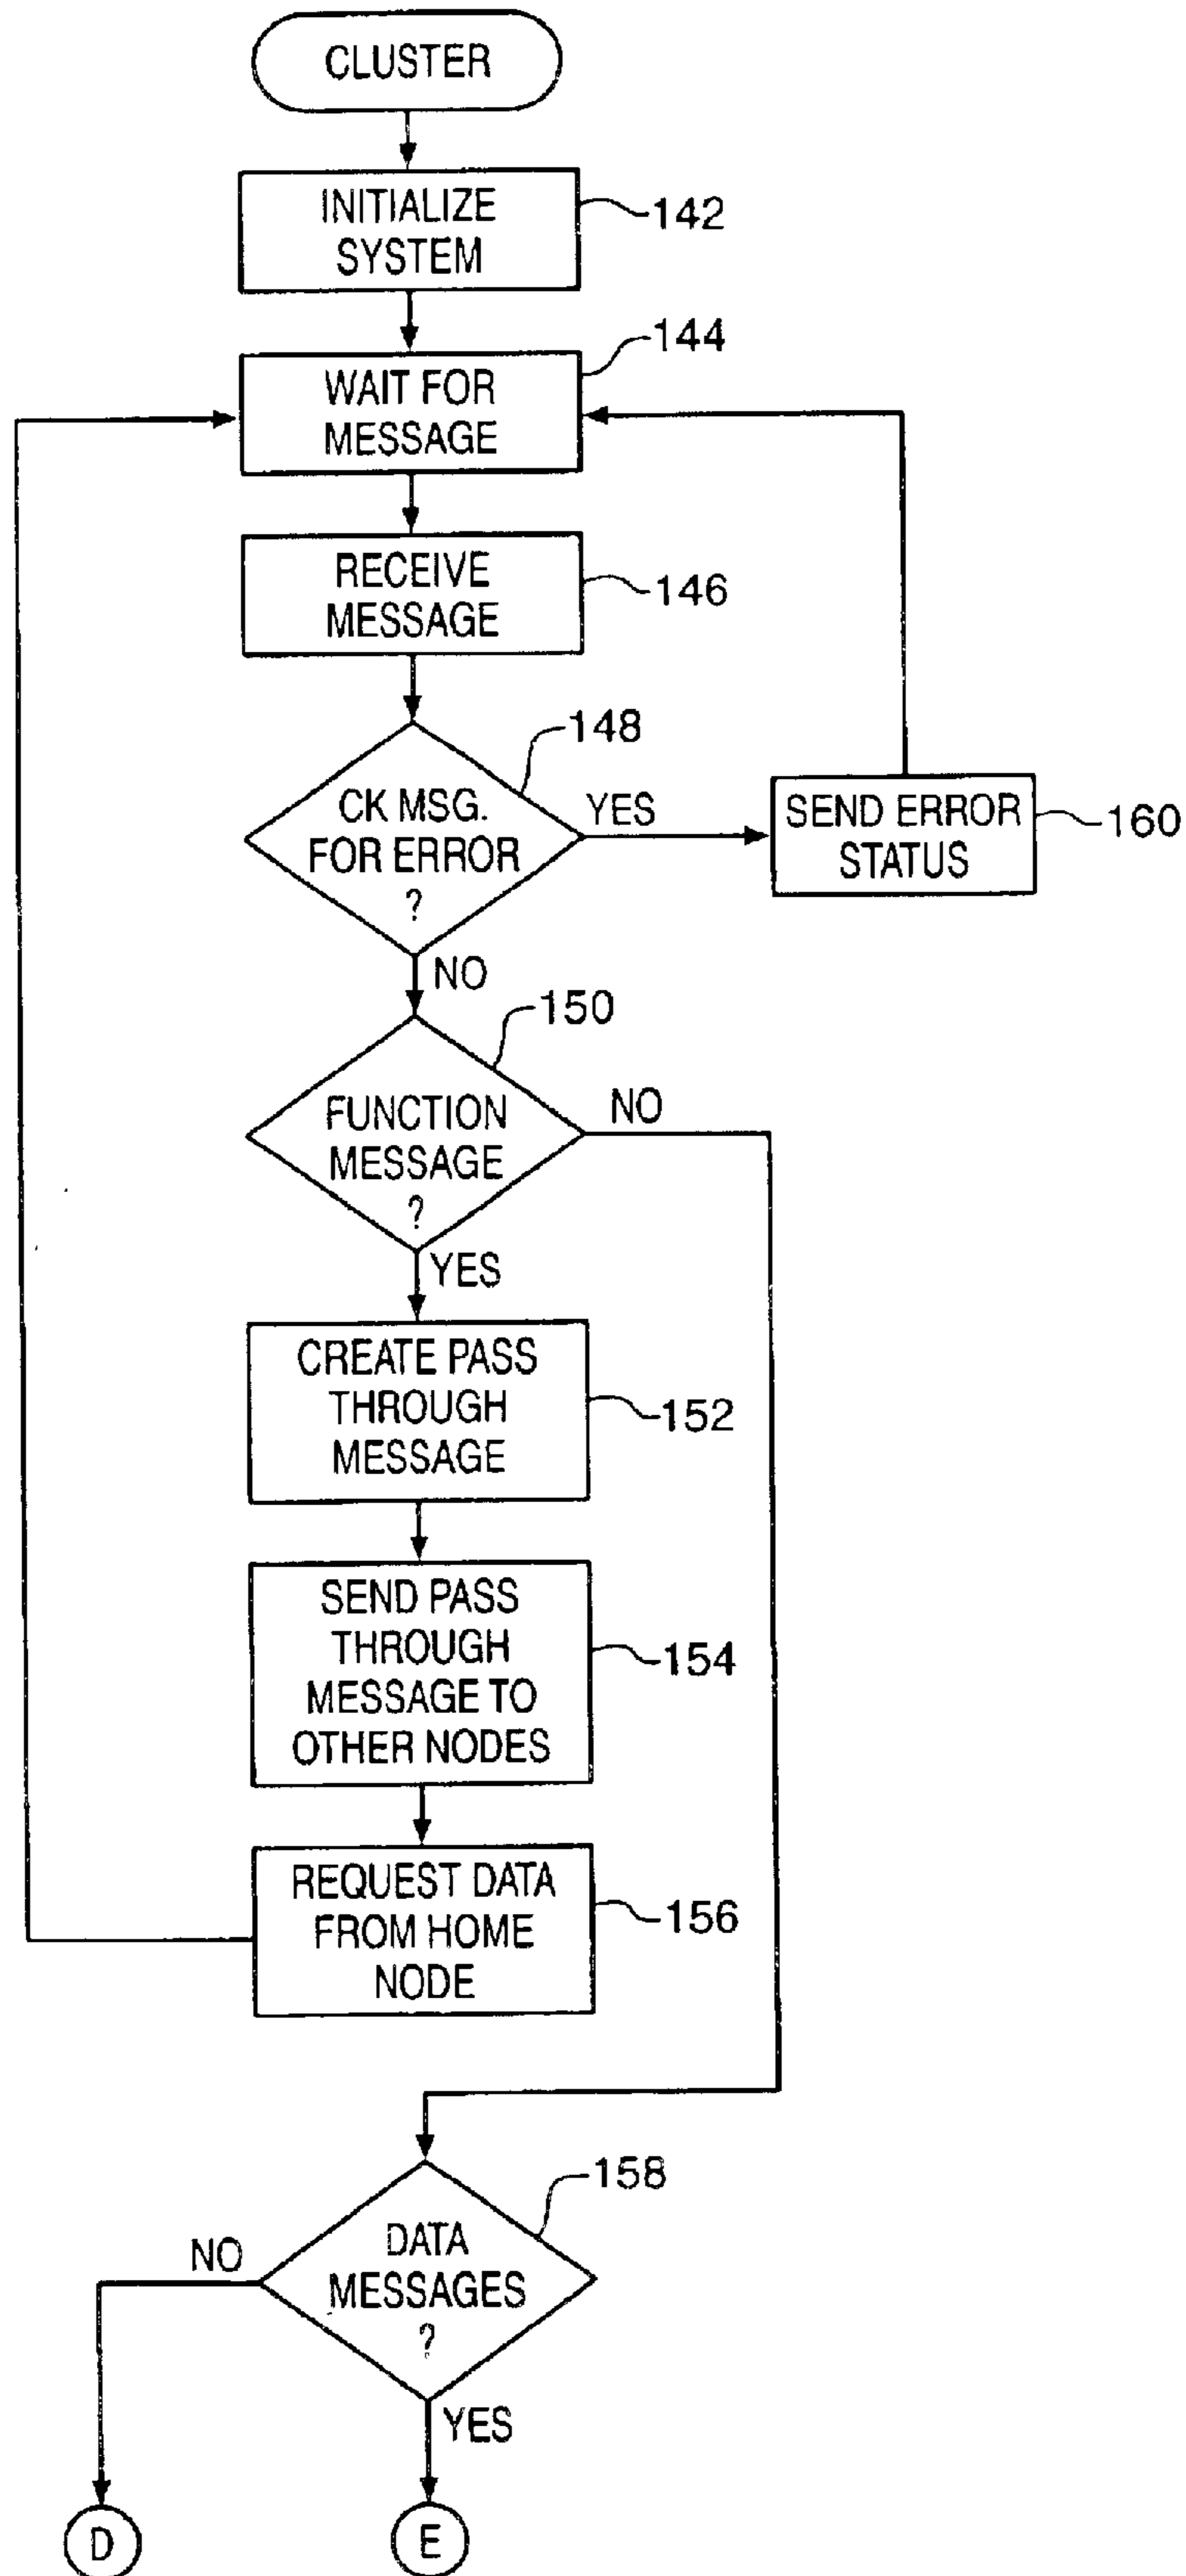 CLUSTER
INITIALIZE
SYSTEM
142
WAIT FOR
MESSAGE
144
RECEIVE
MESSAGE
146
CK MSG.
FOR ERROR
?
148
YES
SEND ERROR
STATUS
160
NO
FUNCTION
MESSAGE
?
150
NO
YES
CREATE PASS
THROUGH
MESSAGE
152
SEND PASS
THROUGH
MESSAGE TO
OTHER NODES
154
REQUEST DATA
FROM HOME
NODE
156
DATA
MESSAGES
?
158
NO
YES
D
E